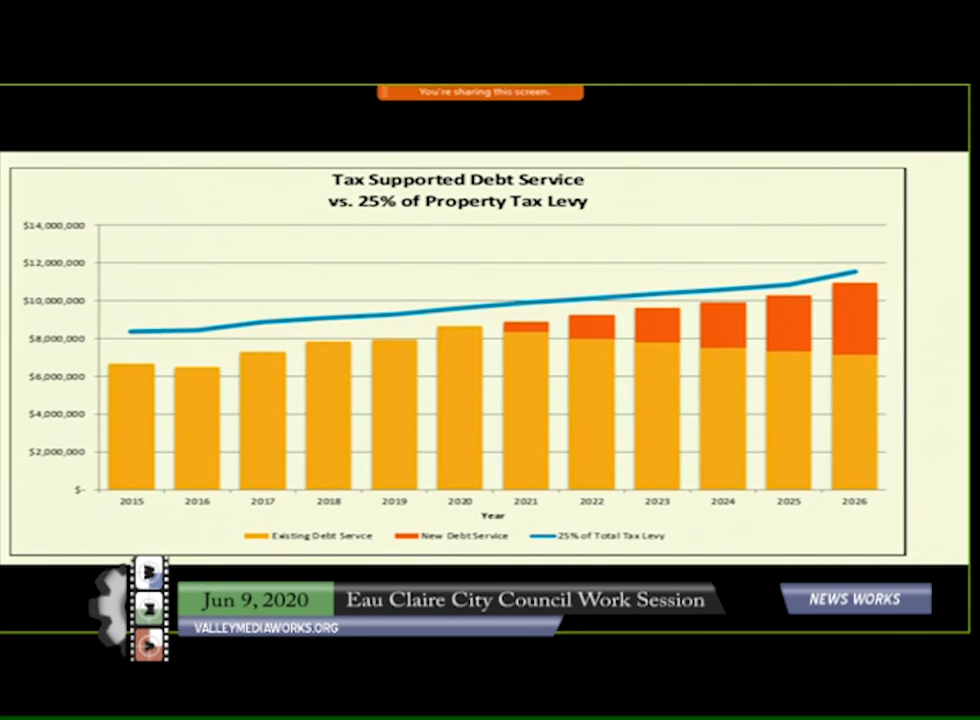 You're sharing this screen.
Tax Supported Debt Service
vs. 25% of Property Tax Levy
$14,000,000
$12,000,000
$10,000,000
$8,000,000
$6,000,000
$4,000,000
$2,000,000
$-
2015 2016 2017 2018 2019 2020 2021 2022 2023 2024 2025 2026
Year
Existing Debt Servce New Debt Service 25% of Total Tax Levy
Jun 9, 2020 Eau Claire City Council Work Session NEWS WORKS
VALLEYMEDIAWORKS.ORG